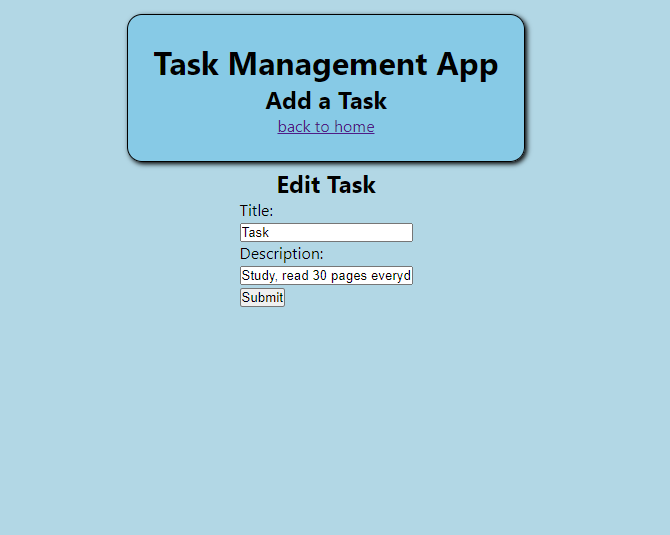 Task Management App
Add a Task
back to home
Edit Task
Title:
Task
Description:
Study, read 30 pages everyd
Submit